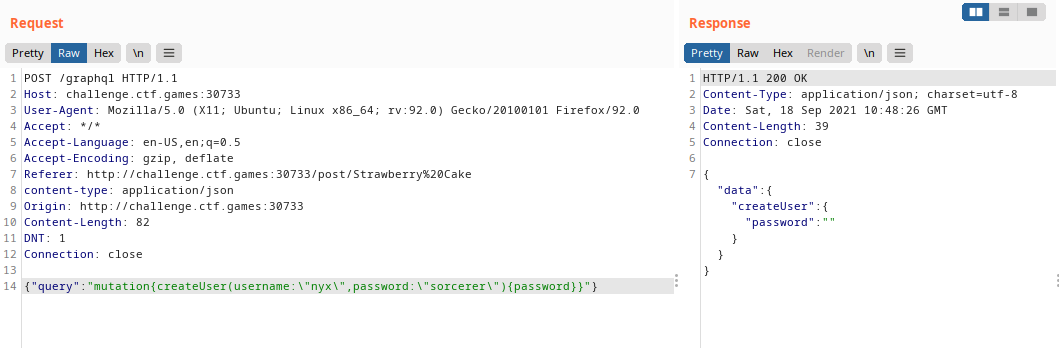 Request
Pretty Raw Hex \n
1 POST /graphql HTTP/1.1
2 Host: challenge.ctf.games:30733
3 User-Agent: Mozilla/5.0 (X11; Ubuntu; Linux x86_64; rv:92.0) Gecko/20100101 Firefox/92.0
4 Accept: */*
5 Accept-Language: en-US,en;q=0.5
6 Accept-Encoding: gzip, deflate
7 Referer: http://challenge.ctf.games:30733/post/Strawberry%20Cake
8 content-type: application/json
9 Origin: http://challenge.ctf.games:30733
10 Content-Length: 82
11 DNT: 1
12 Connection: close
13
14 {"query":"mutation{createUser(username:\"nyx\",password:\"sorcerer\"){password}}"}
Response
Pretty Raw Hex Render \n
1 HTTP/1.1 200 OK
2 Content-Type: application/json; charset=utf-8
3 Date: Sat, 18 Sep 2021 10:48:26 GMT
4 Content-Length: 39
5 Connection: close
6
7 {
"data":{
"createUser":{
"password":""
}
}
}